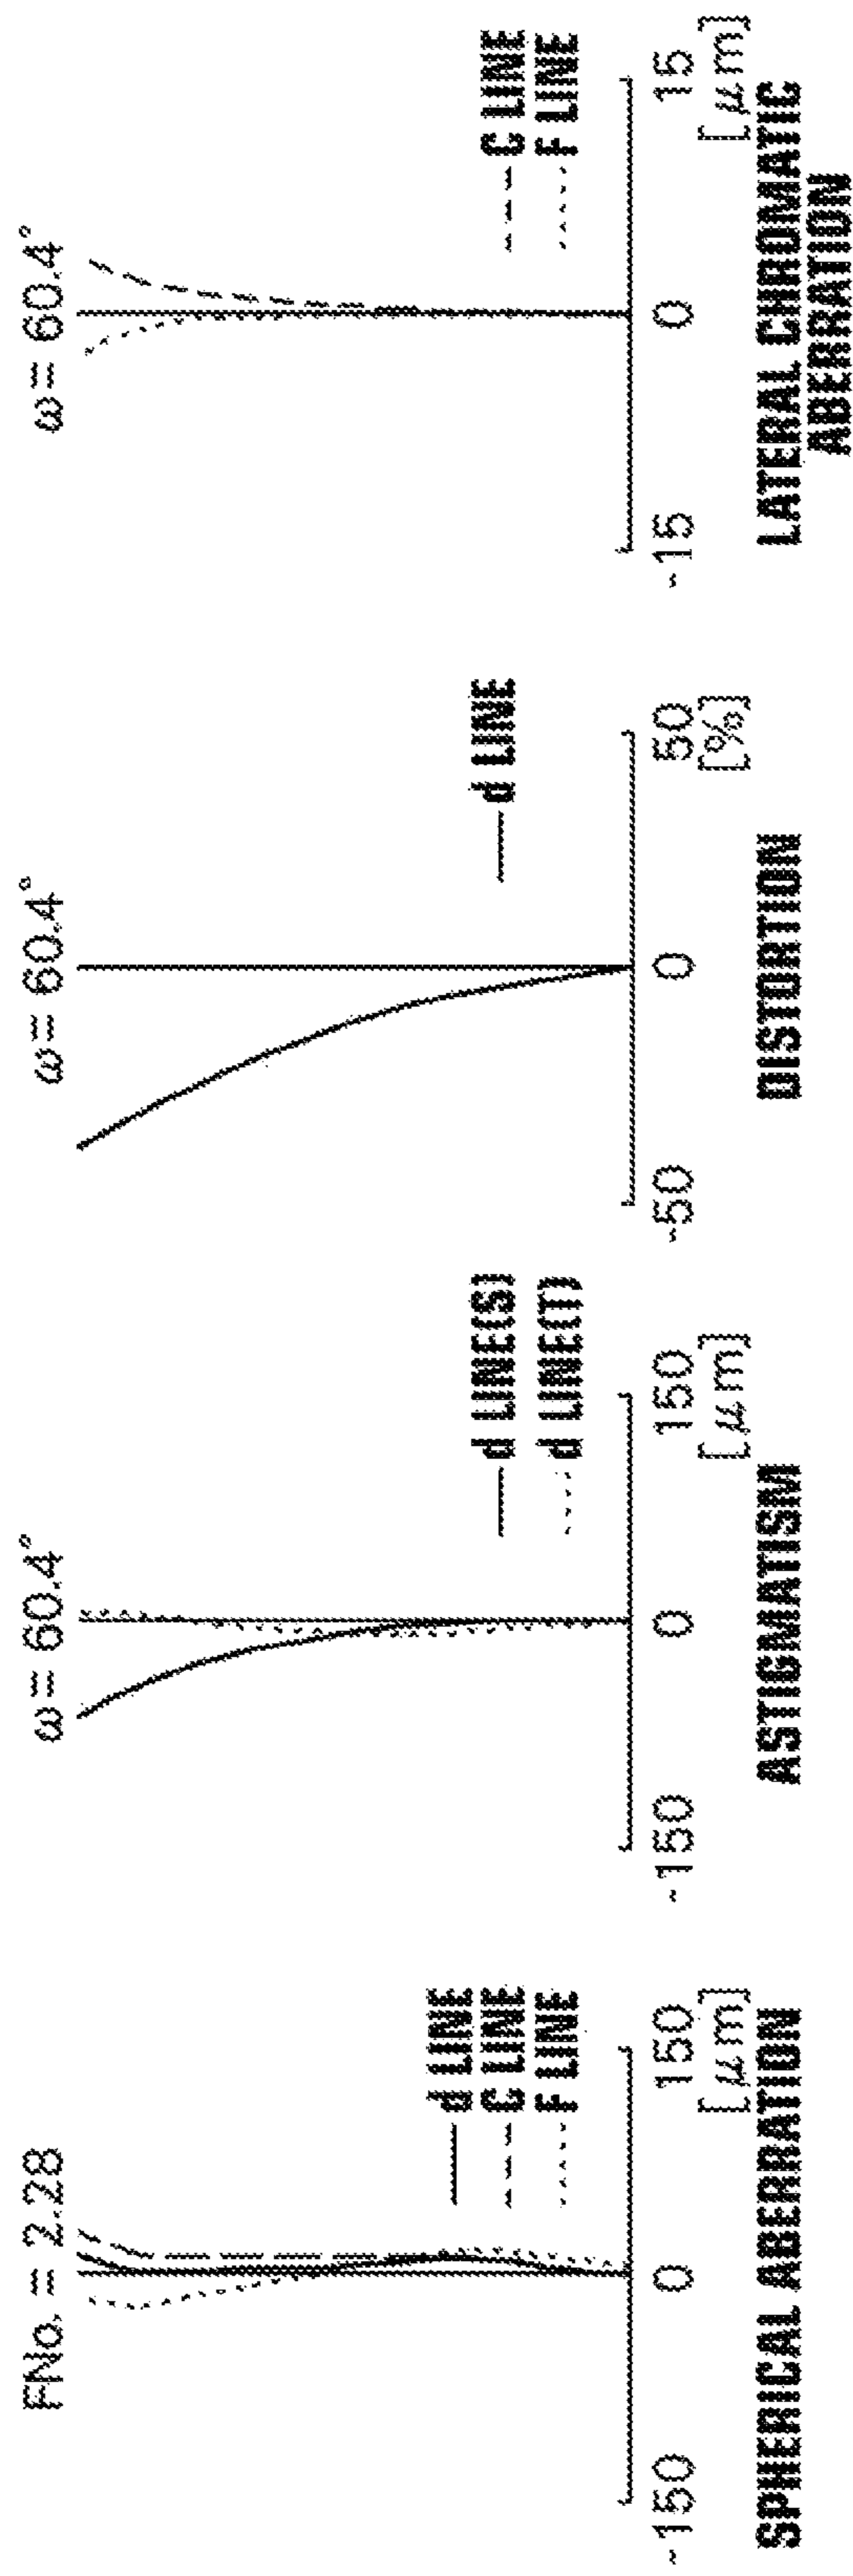 FNo. = 2.28
d LINE
C LINE
F LINE
-150 0 150
[μm]
SPHERICAL ABERRATION
ω= 60.4°
d LINE(S)
d LINE(T)
-150 0 150
[μm]
ASTIGMATISM
ω= 60.4°
d LINE
-50 0 50
[%]
DISTORTION
ω= 60.4°
C LINE
F LINE
-15 0 15
[μm]
LATERAL CHROMATIC
ABERRATION